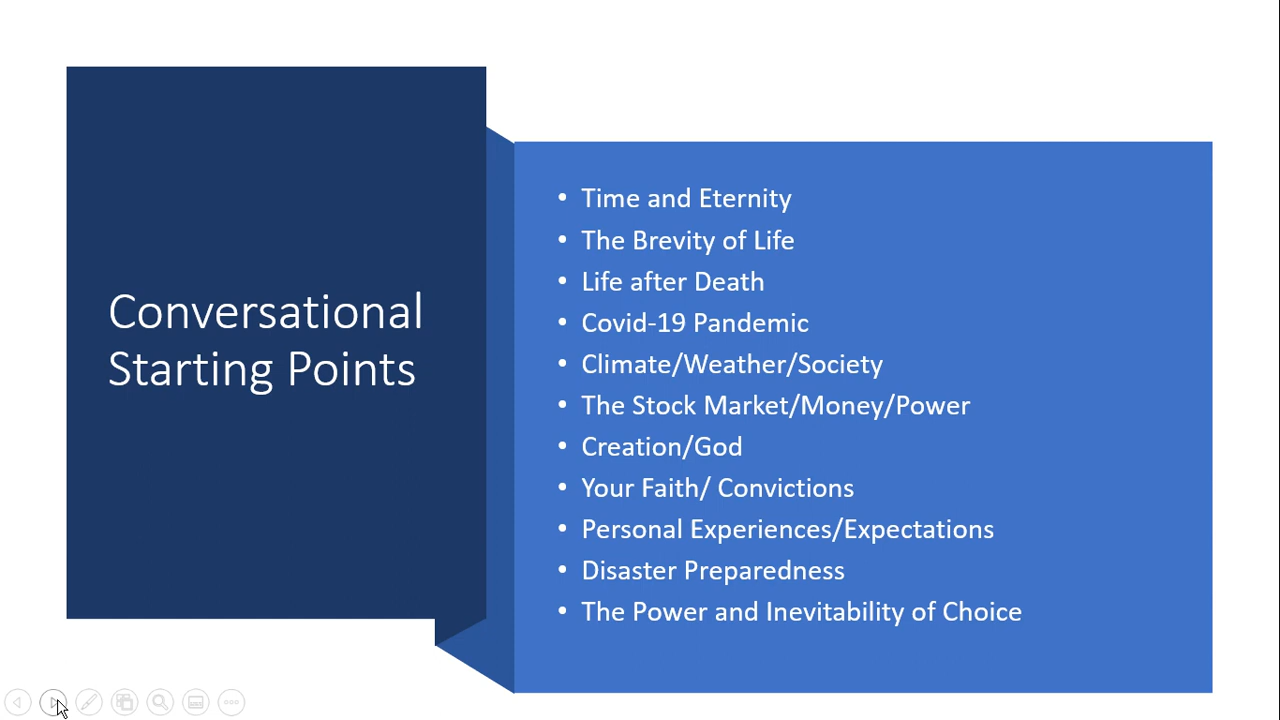 Conversational
Starting Points
• Time and Eternity
• The Brevity of Life
• Life after Death
• Covid-19 Pandemic
• Climate/Weather/Society
• The Stock Market/Money/Power
• Creation/God
• Your Faith/ Convictions
• Personal Experiences/Expectations
• Disaster Preparedness
• The Power and Inevitability of Choice